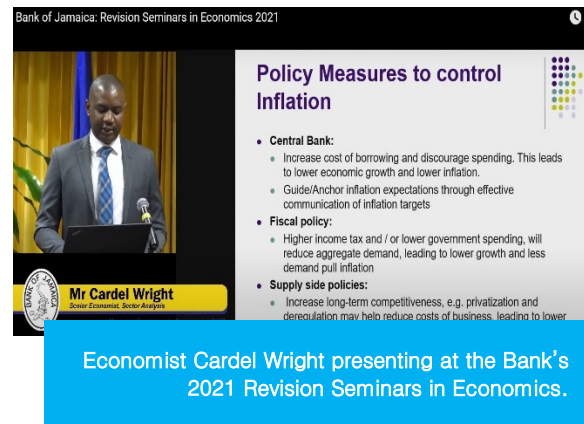 Bank of Jamaica: Revision Seminars in Economics 2021
Policy Measures to control
Inflation
Central Bank:
Increase cost of borrowing and discourage spending. This leads
to lower economic growth and lower inflation.
Guide/Anchor inflation expectations through effective
communication of inflation targets
Fiscal policy:
Higher income tax and / or lower government spending, will
reduce aggregate demand, leading to lower growth and less
demand pull inflation
Supply side policies:
Increase long-term competitiveness, e.g. privatization and
deregulation may help reduce costs of business, leading to lower
BANK OF JAMAICA
Mr Cardel Wright
Senior Economist, Sector Analysis
Economist Cardel Wright presenting at the Bank's
2021 Revision Seminars in Economics.